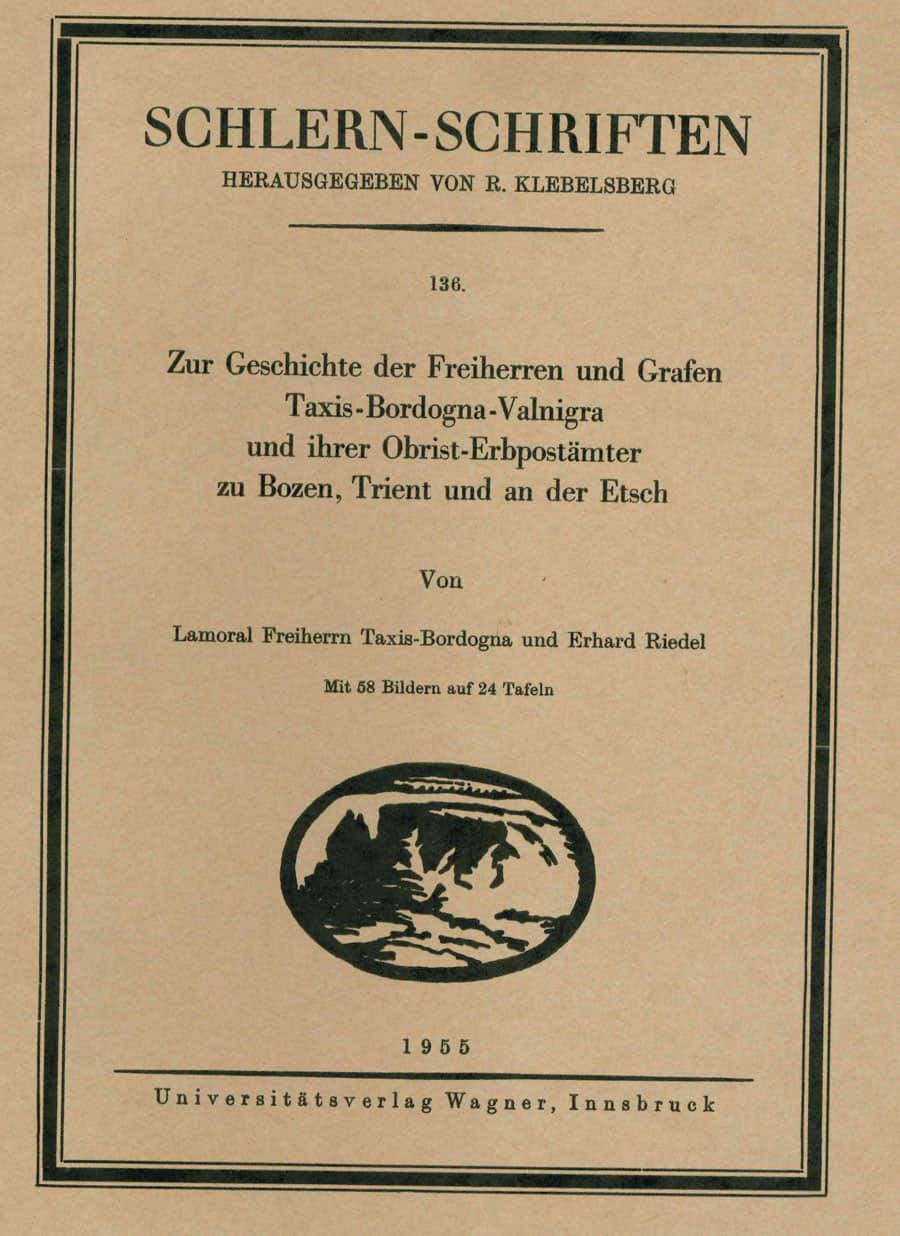 SCHLERN-SCHRIFTEN
HERAUSGEGEBEN VON R. KLEBELSBERG
136.
Zur Geschichte der Freiherren und Grafen
Taxis-Bordogna-Valnigra
und ihrer Obrist-Erbpostämter
zu Bozen, Trient und an der Etsch
Von
Lamoral Freiherrn Taxis-Bordogna und Erhard Riedel
Mit 58 Bildern auf 24 Tafeln
1955
Universitätsverlag Wagner, Innsbruck